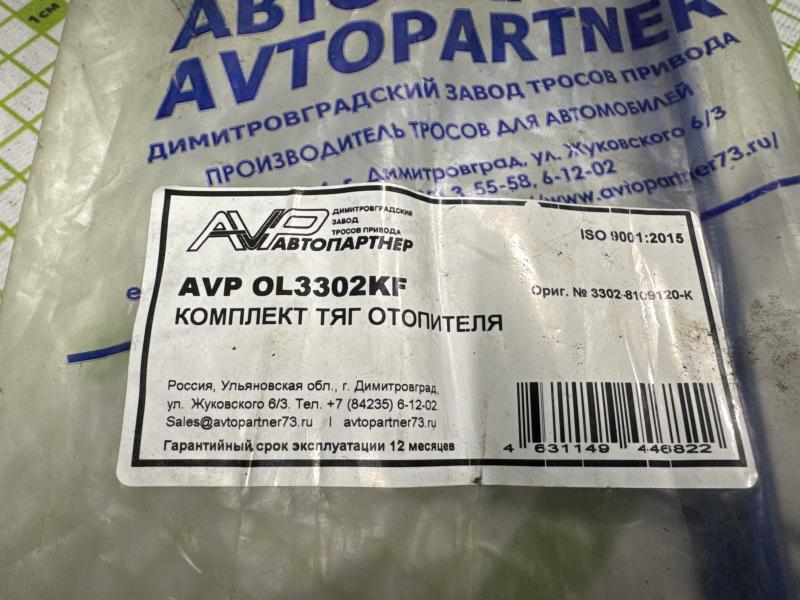 1 см
АВТОПАРТНЕР
AVTOPARTNER
ДИМИТРОВГРАДСКИЙ ЗАВОД ТРОСОВ ПРИВОДА
ПРОИЗВОДИТЕЛЬ ТРОСОВ ДЛЯ АВТОМОБИЛЕЙ
г. Димитровград, ул. Жуковского 6/3
3-55-58, 6-12-02
//www.avtopartner73.ru/
AVP
ДИМИТРОВГРАДСКИЙ
ЗАВОД
ТРОСОВ ПРИВОДА
АВТОПАРТНЕР
ISO 9001:2015
AVP OL3302KF
Ориг. № 3302-8109120-К
КОМПЛЕКТ ТЯГ ОТОПИТЕЛЯ
Россия, Ульяновская обл., г. Димитровград,
ул. Жуковского 6/3. Тел. +7 (84235) 6-12-02
Sales@avtopartner73.ru | avtopartner73.ru
Гарантийный срок эксплуатации 12 месяцев
4 631149 446822